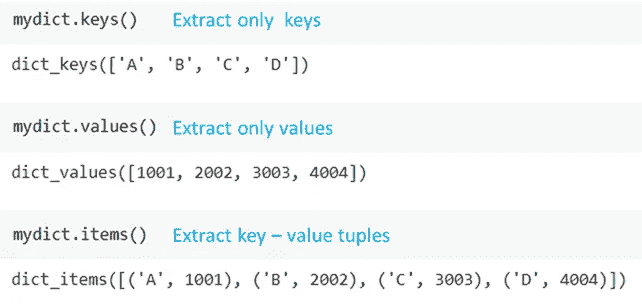 mydict.keys() Extract only keys
dict_keys(['A', 'B', 'C', 'D'])
mydict.values() Extract only values
dict_values([1001, 2002, 3003, 4004])
mydict.items() Extract key – value tuples
dict_items([('A', 1001), ('B', 2002), ('C', 3003), ('D', 4004)])